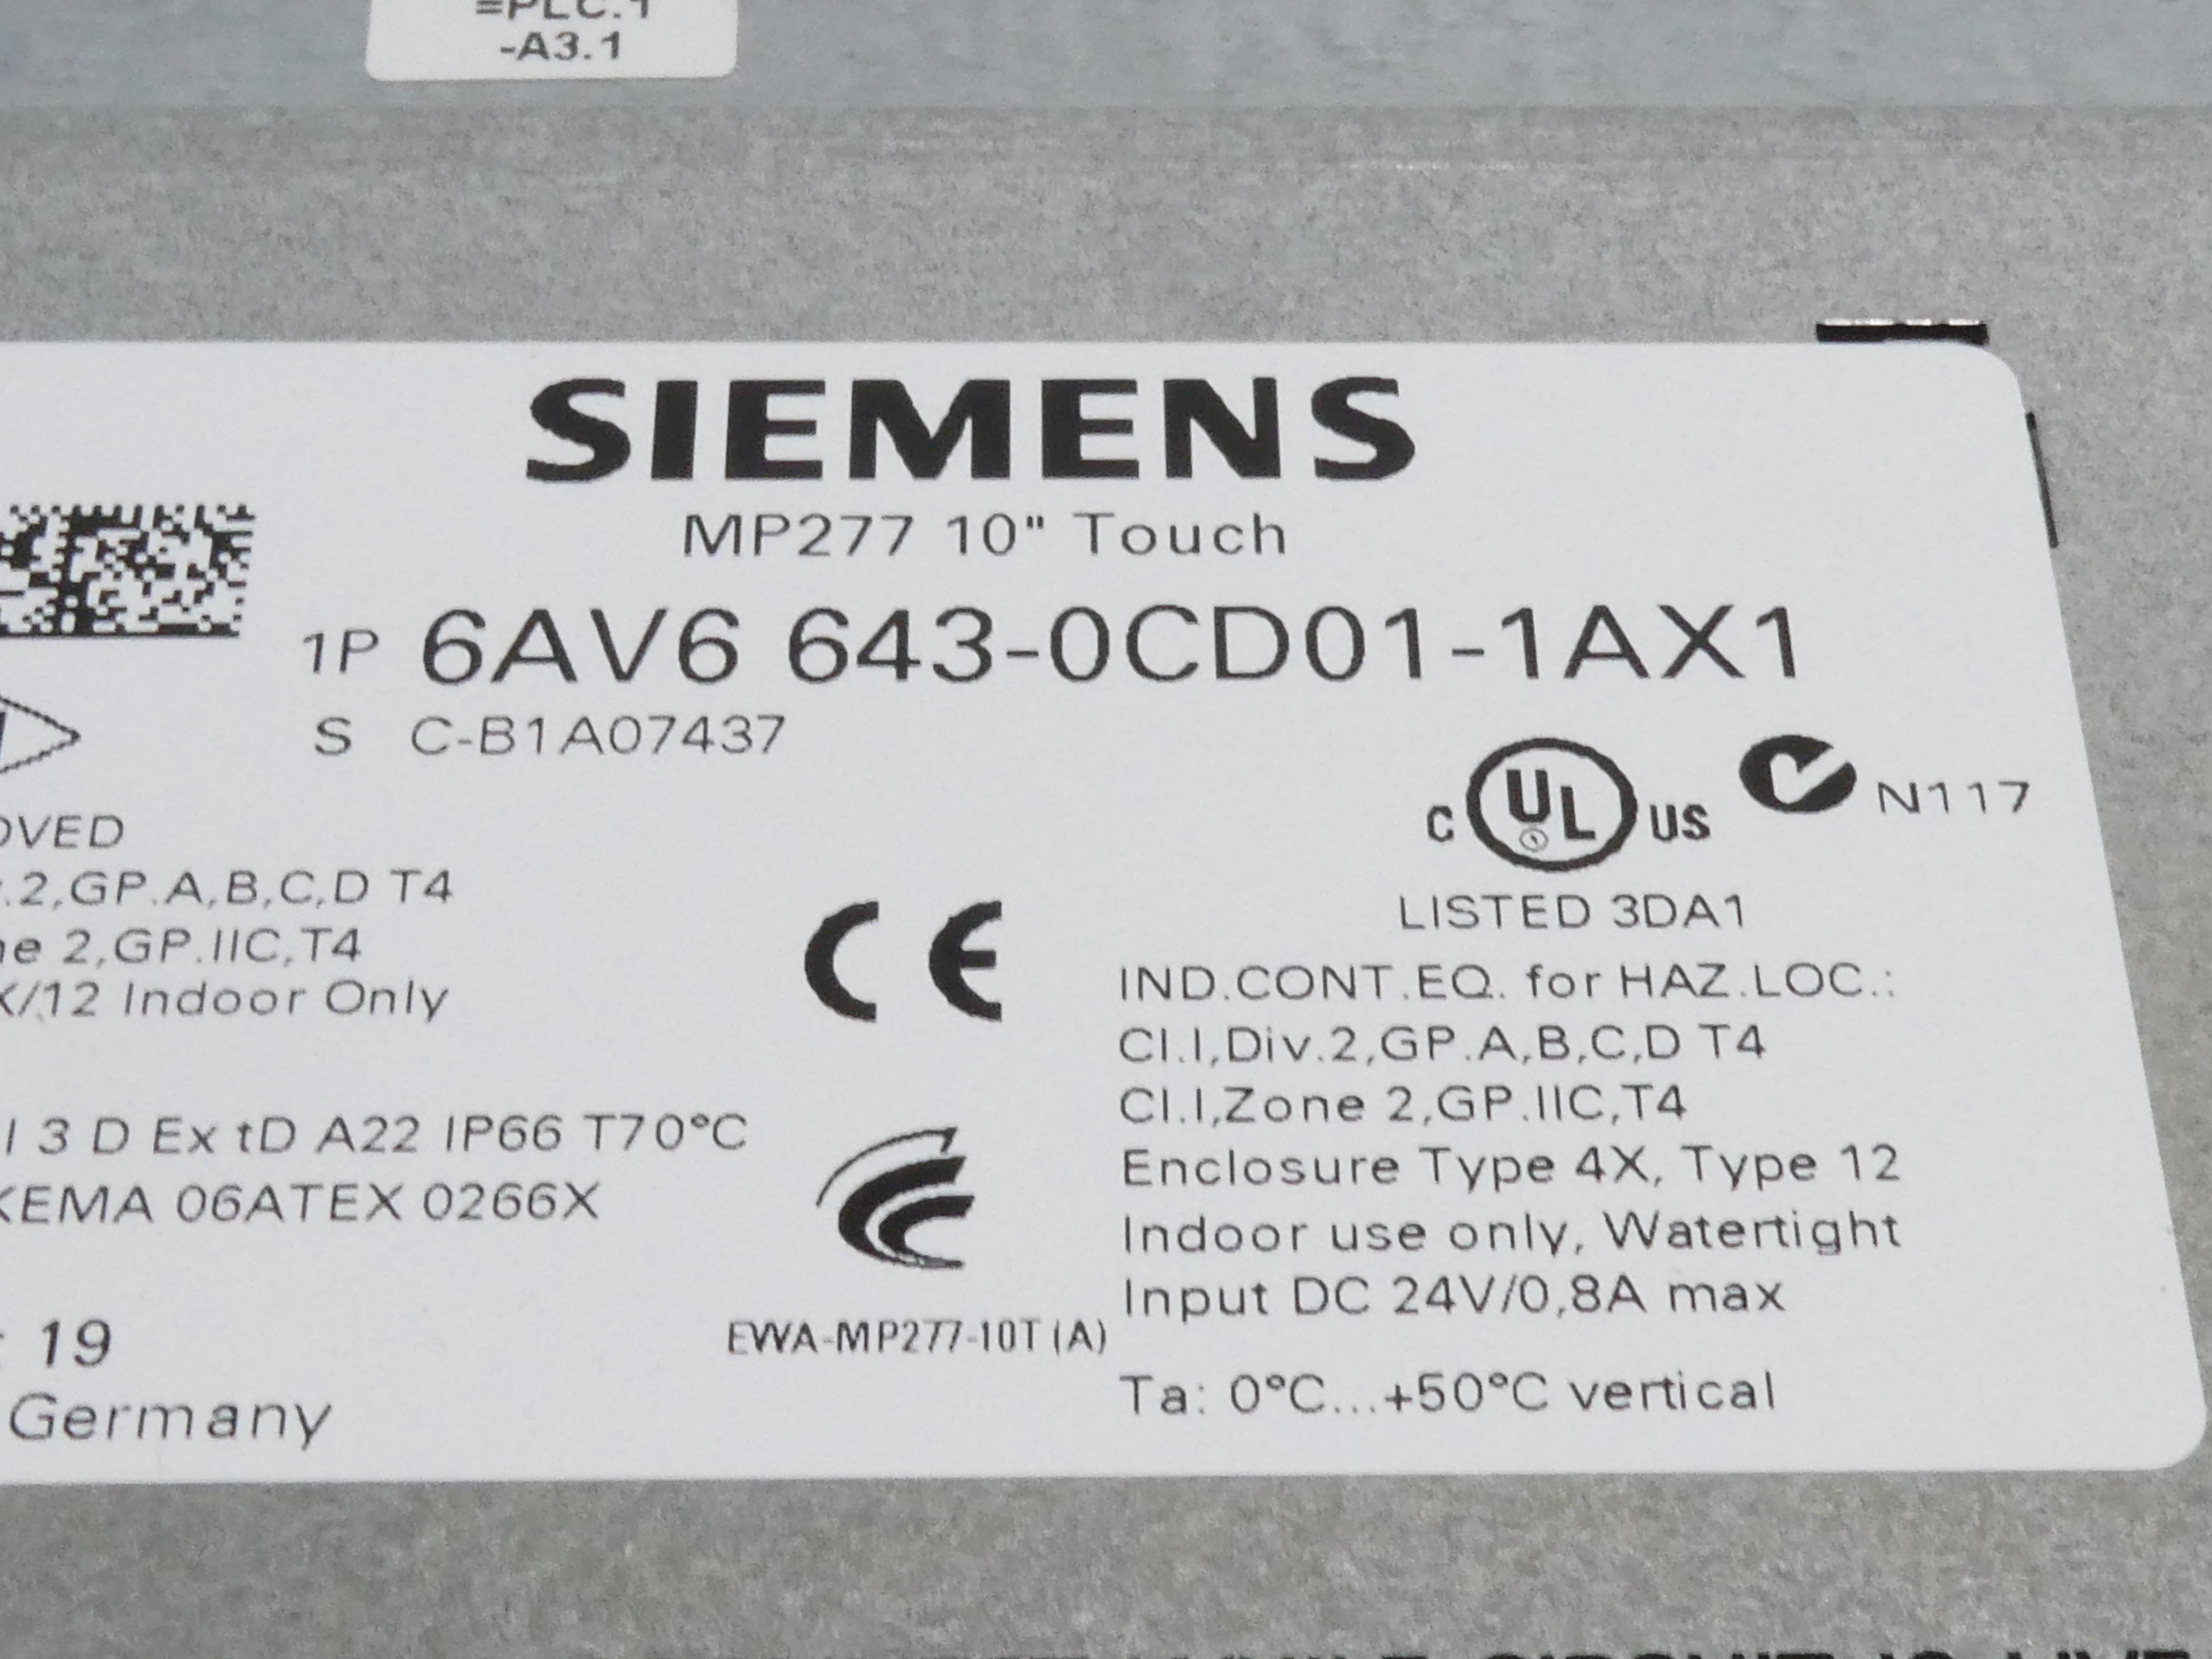 =PLC.1
-A3.1
SIEMENS
MP277 10" Touch
1P 6AV6 643-0CD01-1AX1
S C-B1A07437
C UL US N117
LISTED 3DA1
OVED
.2,GP.A,B,C,D T4
ne 2,GP.IIC,T4
X/12 Indoor Only
CE
IND.CONT.EQ. for HAZ.LOC.:
Cl.I,Div.2,GP.A,B,C,D T4
Cl.I,Zone 2,GP.IIC,T4
Enclosure Type 4X, Type 12
Indoor use only, Watertight
Input DC 24V/0,8A max
Ta: 0°C...+50°C vertical
I 3 D Ex tD A22 IP66 T70°C
KEMA 06ATEX 0266X
EWA-MP277-10T (A)
19
Germany
CIRCUIT IS LIVE